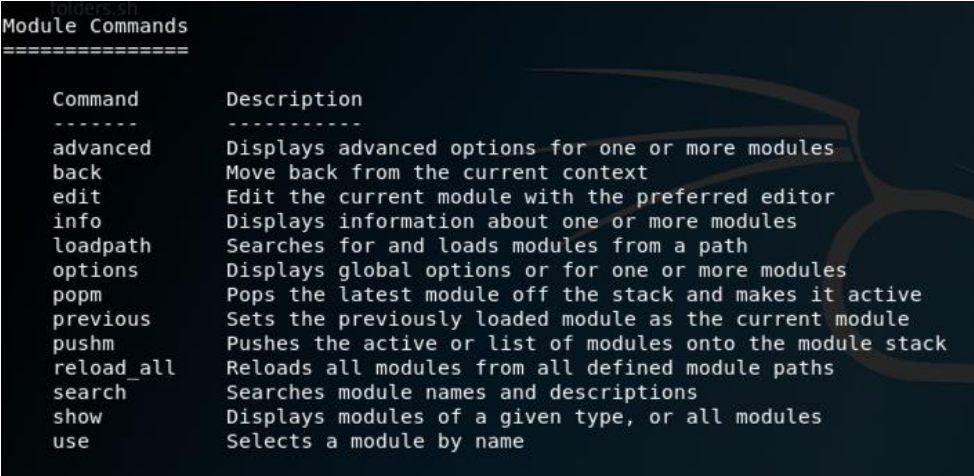 folders.sh
Module Commands
===============
Command Description
------- -----------
advanced Displays advanced options for one or more modules
back Move back from the current context
edit Edit the current module with the preferred editor
info Displays information about one or more modules
loadpath Searches for and loads modules from a path
options Displays global options or for one or more modules
popm Pops the latest module off the stack and makes it active
previous Sets the previously loaded module as the current module
pushm Pushes the active or list of modules onto the module stack
reload_all Reloads all modules from all defined module paths
search Searches module names and descriptions
show Displays modules of a given type, or all modules
use Selects a module by name